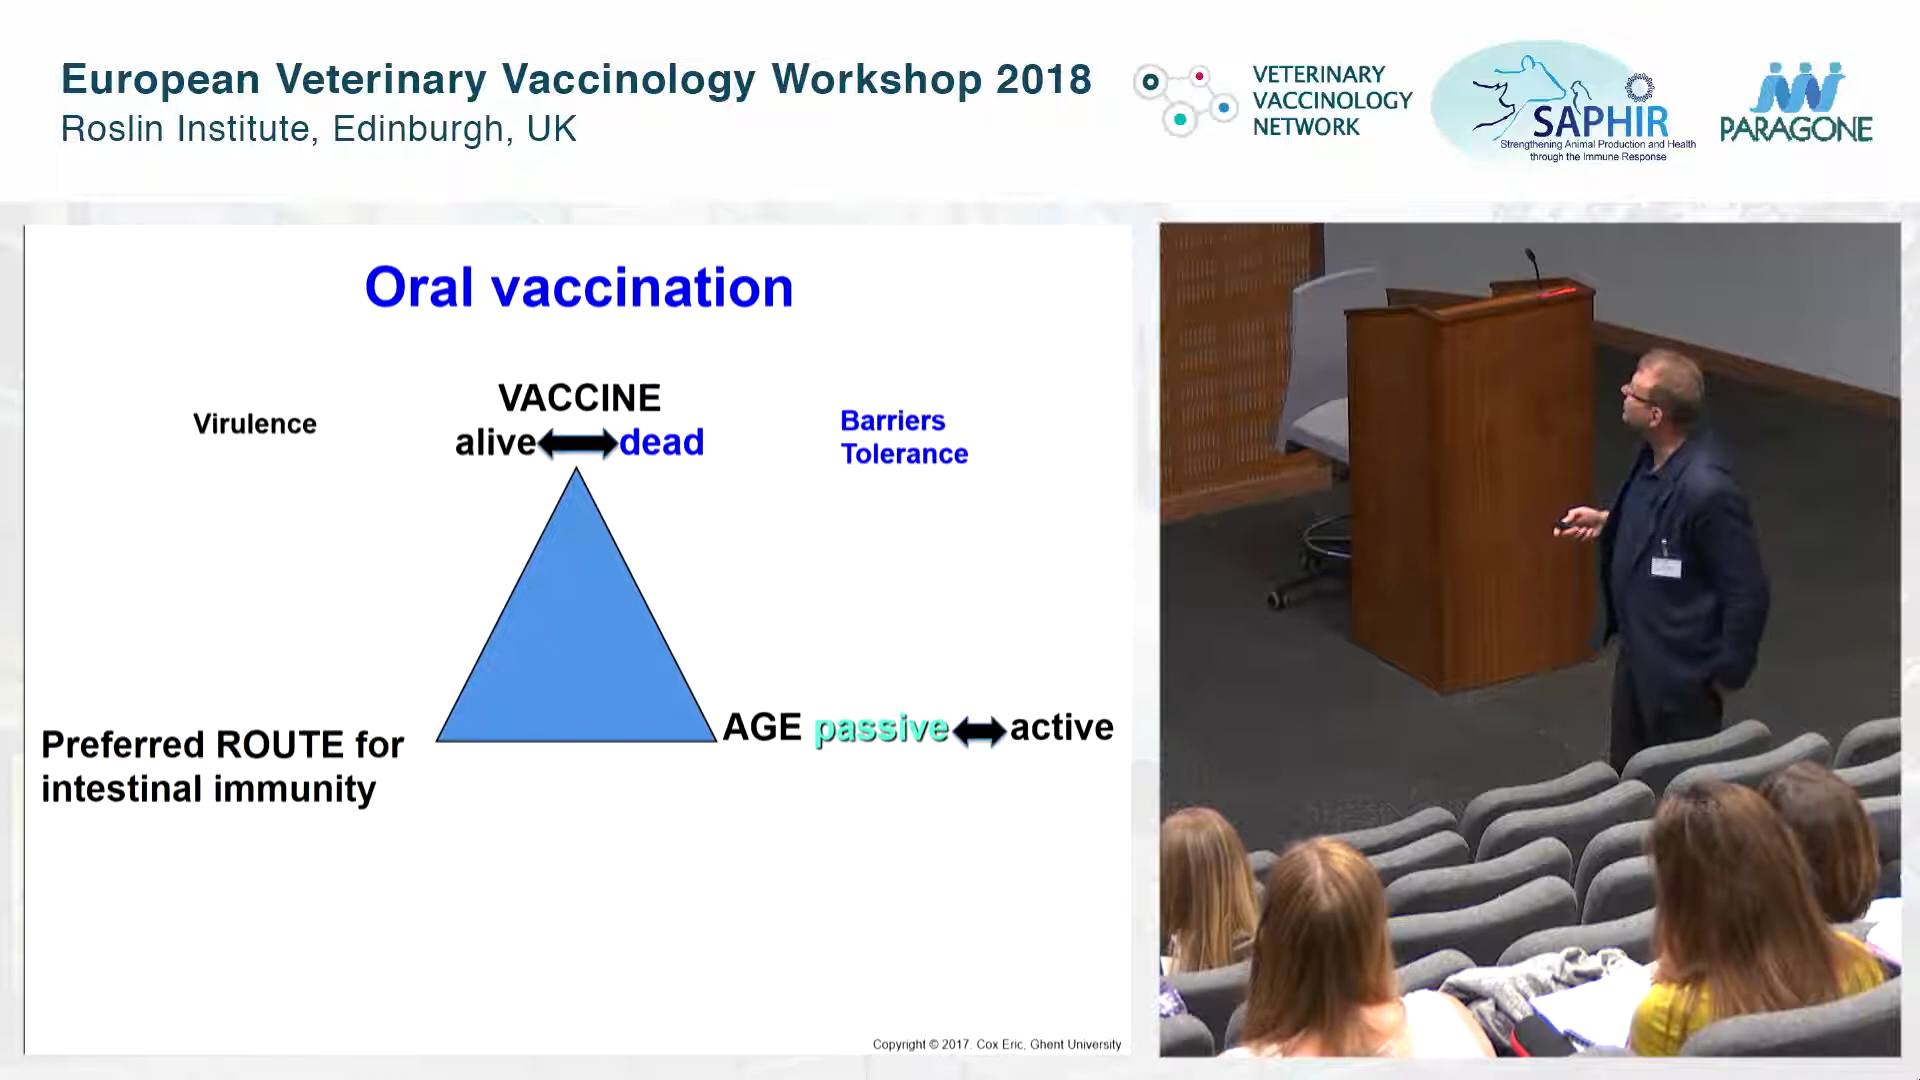 European Veterinary Vaccinology Workshop 2018
Roslin Institute, Edinburgh, UK
VETERINARY
VACCINOLOGY
NETWORK
SAPHIR
Strengthening Animal Production and Health
through the Immune Response
PARAGONE
Oral vaccination
VACCINE
Virulence
alive dead
Barriers
Tolerance
AGE passive active
Preferred ROUTE for
intestinal immunity
Copyright © 2017. Cox Eric, Ghent University